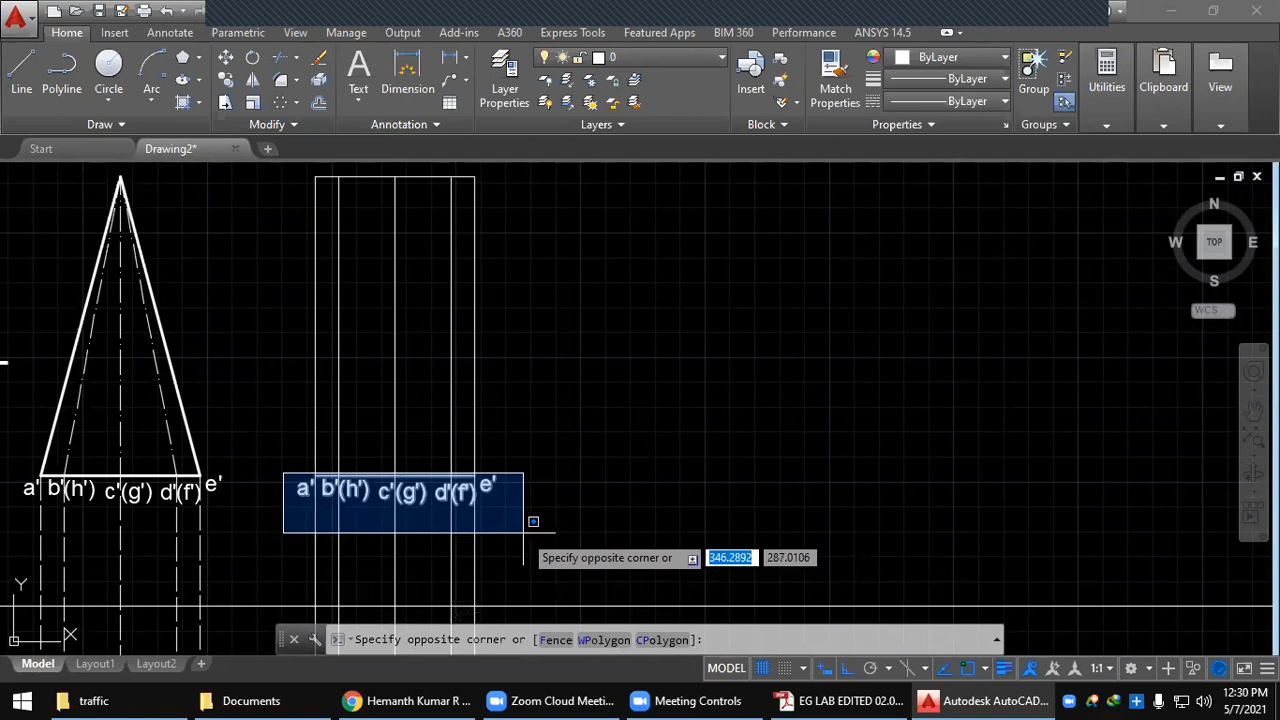 Home Insert Annotate Parametric View Manage Output Add-ins A360 Express Tools Featured Apps BIM 360 Performance ANSYS 14.5
Line Polyline Circle Arc Text Dimension Layer Properties Insert Match Properties Group Utilities Clipboard View
0
ByLayer
ByLayer
ByLayer
Draw Modify Annotation Layers Block Properties Groups
Start Drawing2*
N
W TOP E
S
WCS
a' b'(h') c'(g') d'(f') e'
a' b'(h') c'(g') d'(f') e'
Specify opposite corner or 346.2892 287.0106
Y
X
Specify opposite corner or [Fence WPolygon CPolygon]:
Model Layout1 Layout2 + MODEL 1:1
traffic Documents Hemanth Kumar R ... Zoom Cloud Meeti... Meeting Controls EG LAB EDITED 02.0... Autodesk AutoCAD...
12:30 PM
5/7/2021